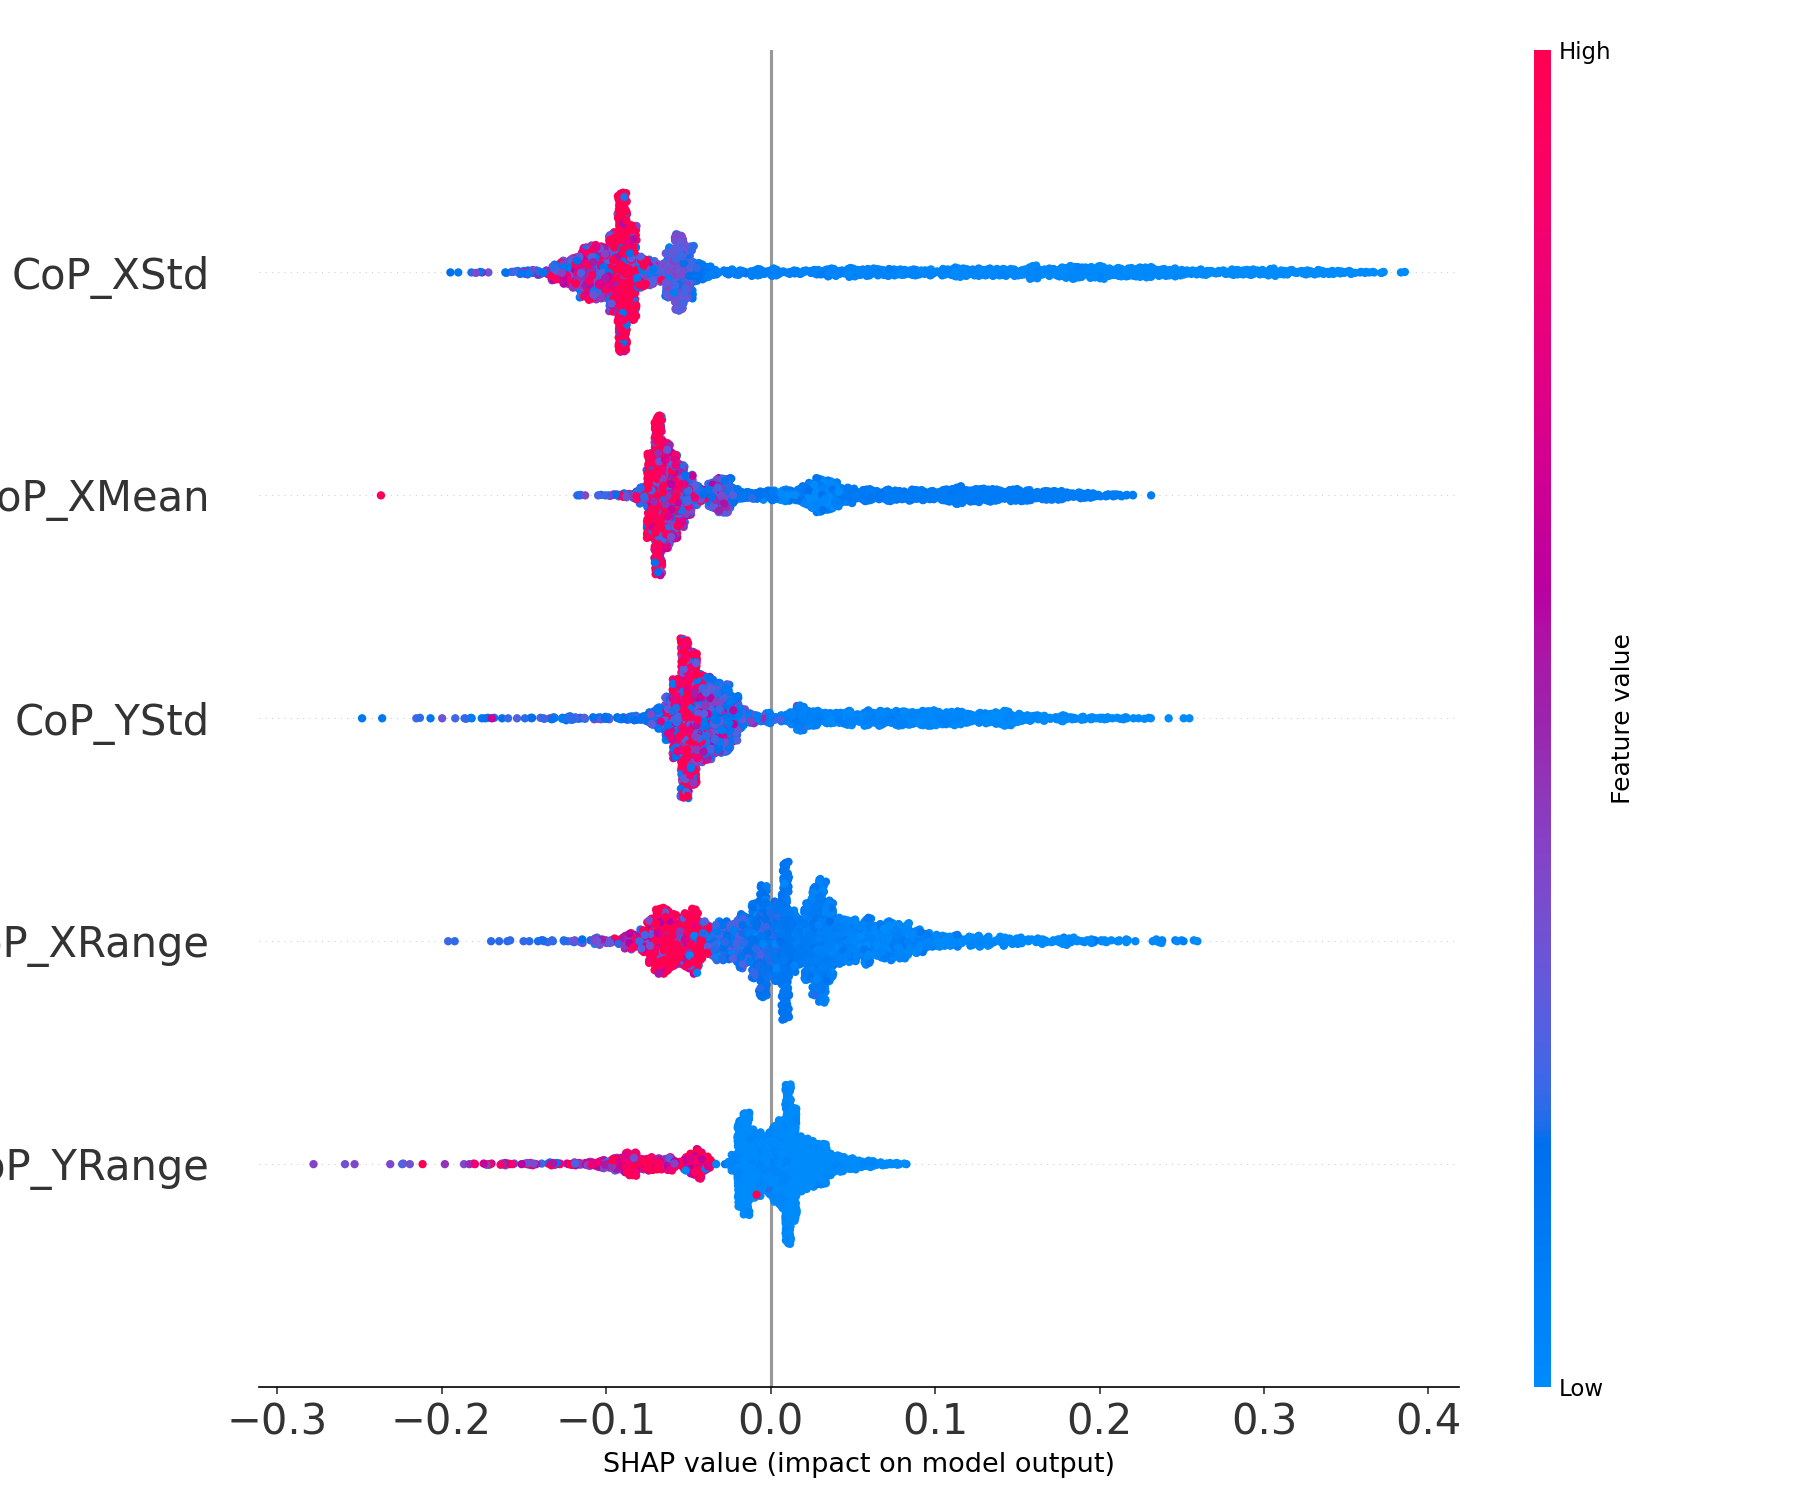 High
CoP_XStd
oP_XMean
CoP_YStd
P_XRange
P_YRange
Feature value
Low
−0.3 −0.2 −0.1 0.0 0.1 0.2 0.3 0.4
SHAP value (impact on model output)